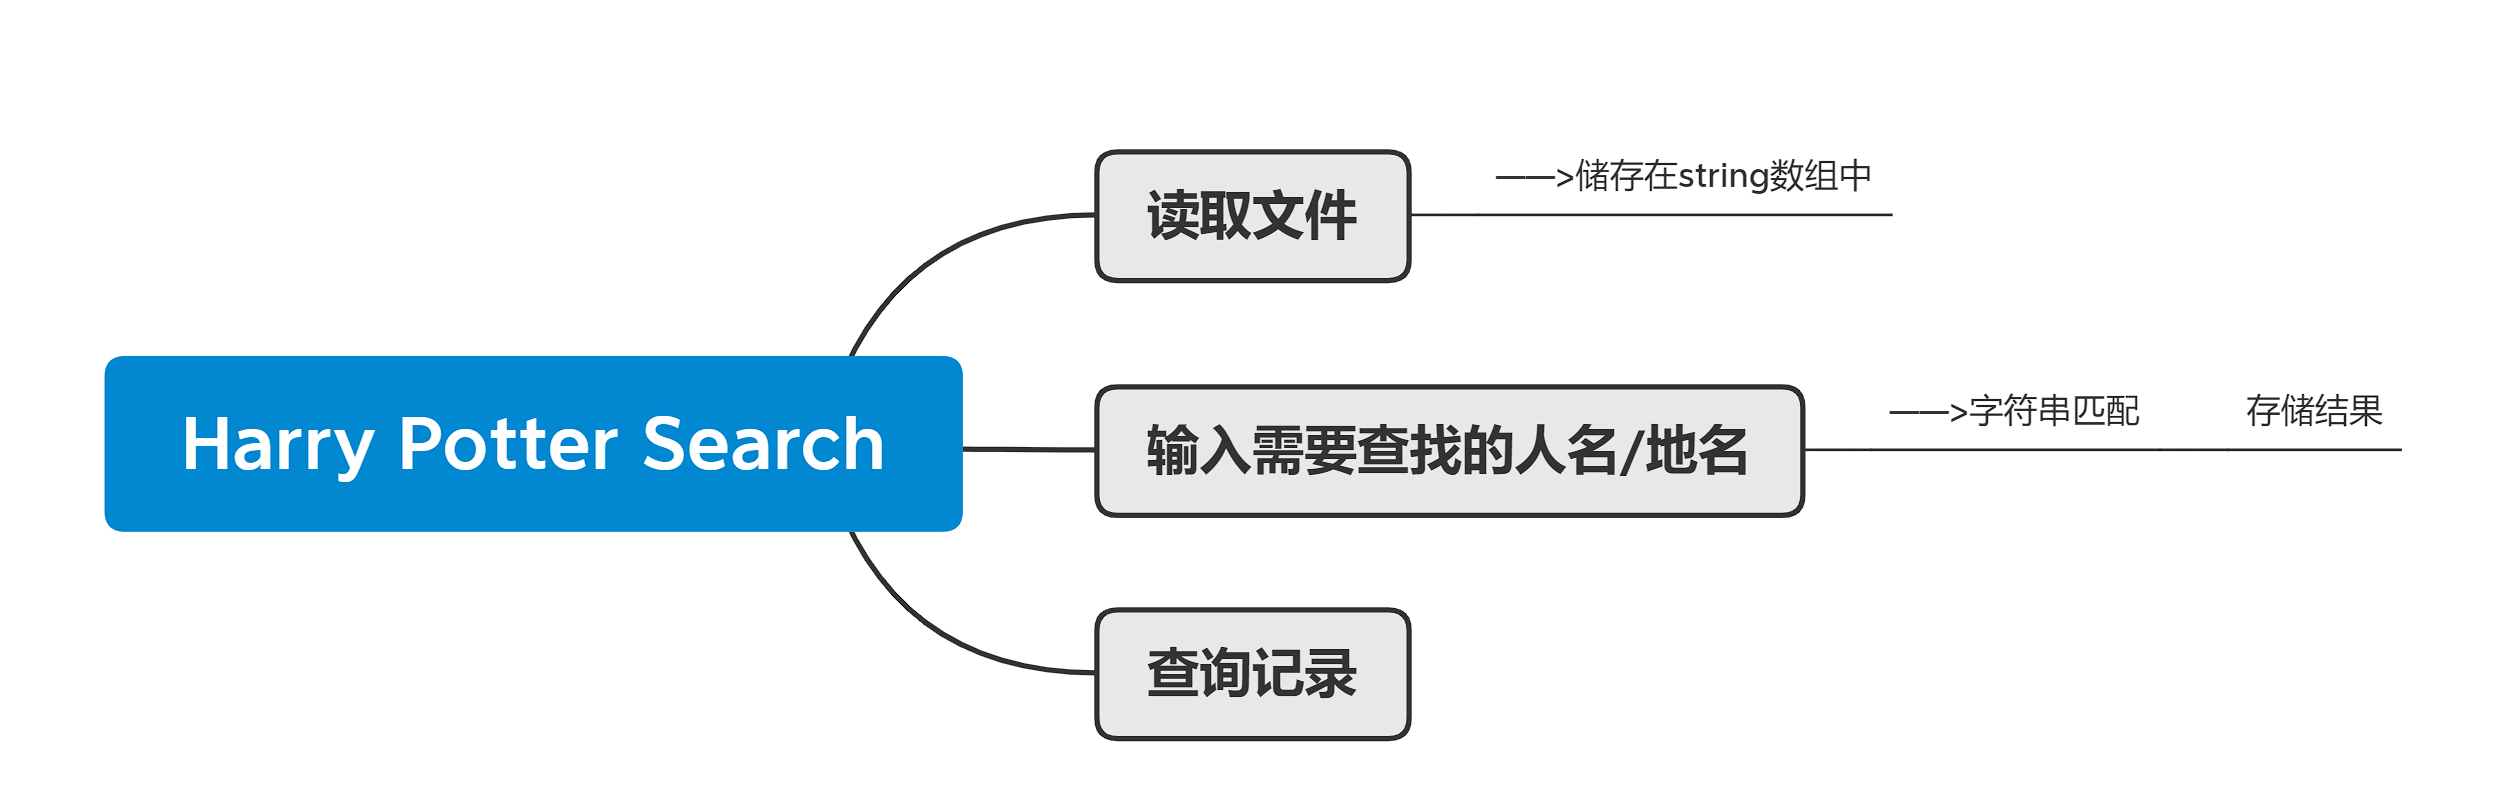 Harry Potter Search
读取文件
——>储存在string数组中
输入需要查找的人名/地名
——>字符串匹配
存储结果
查询记录